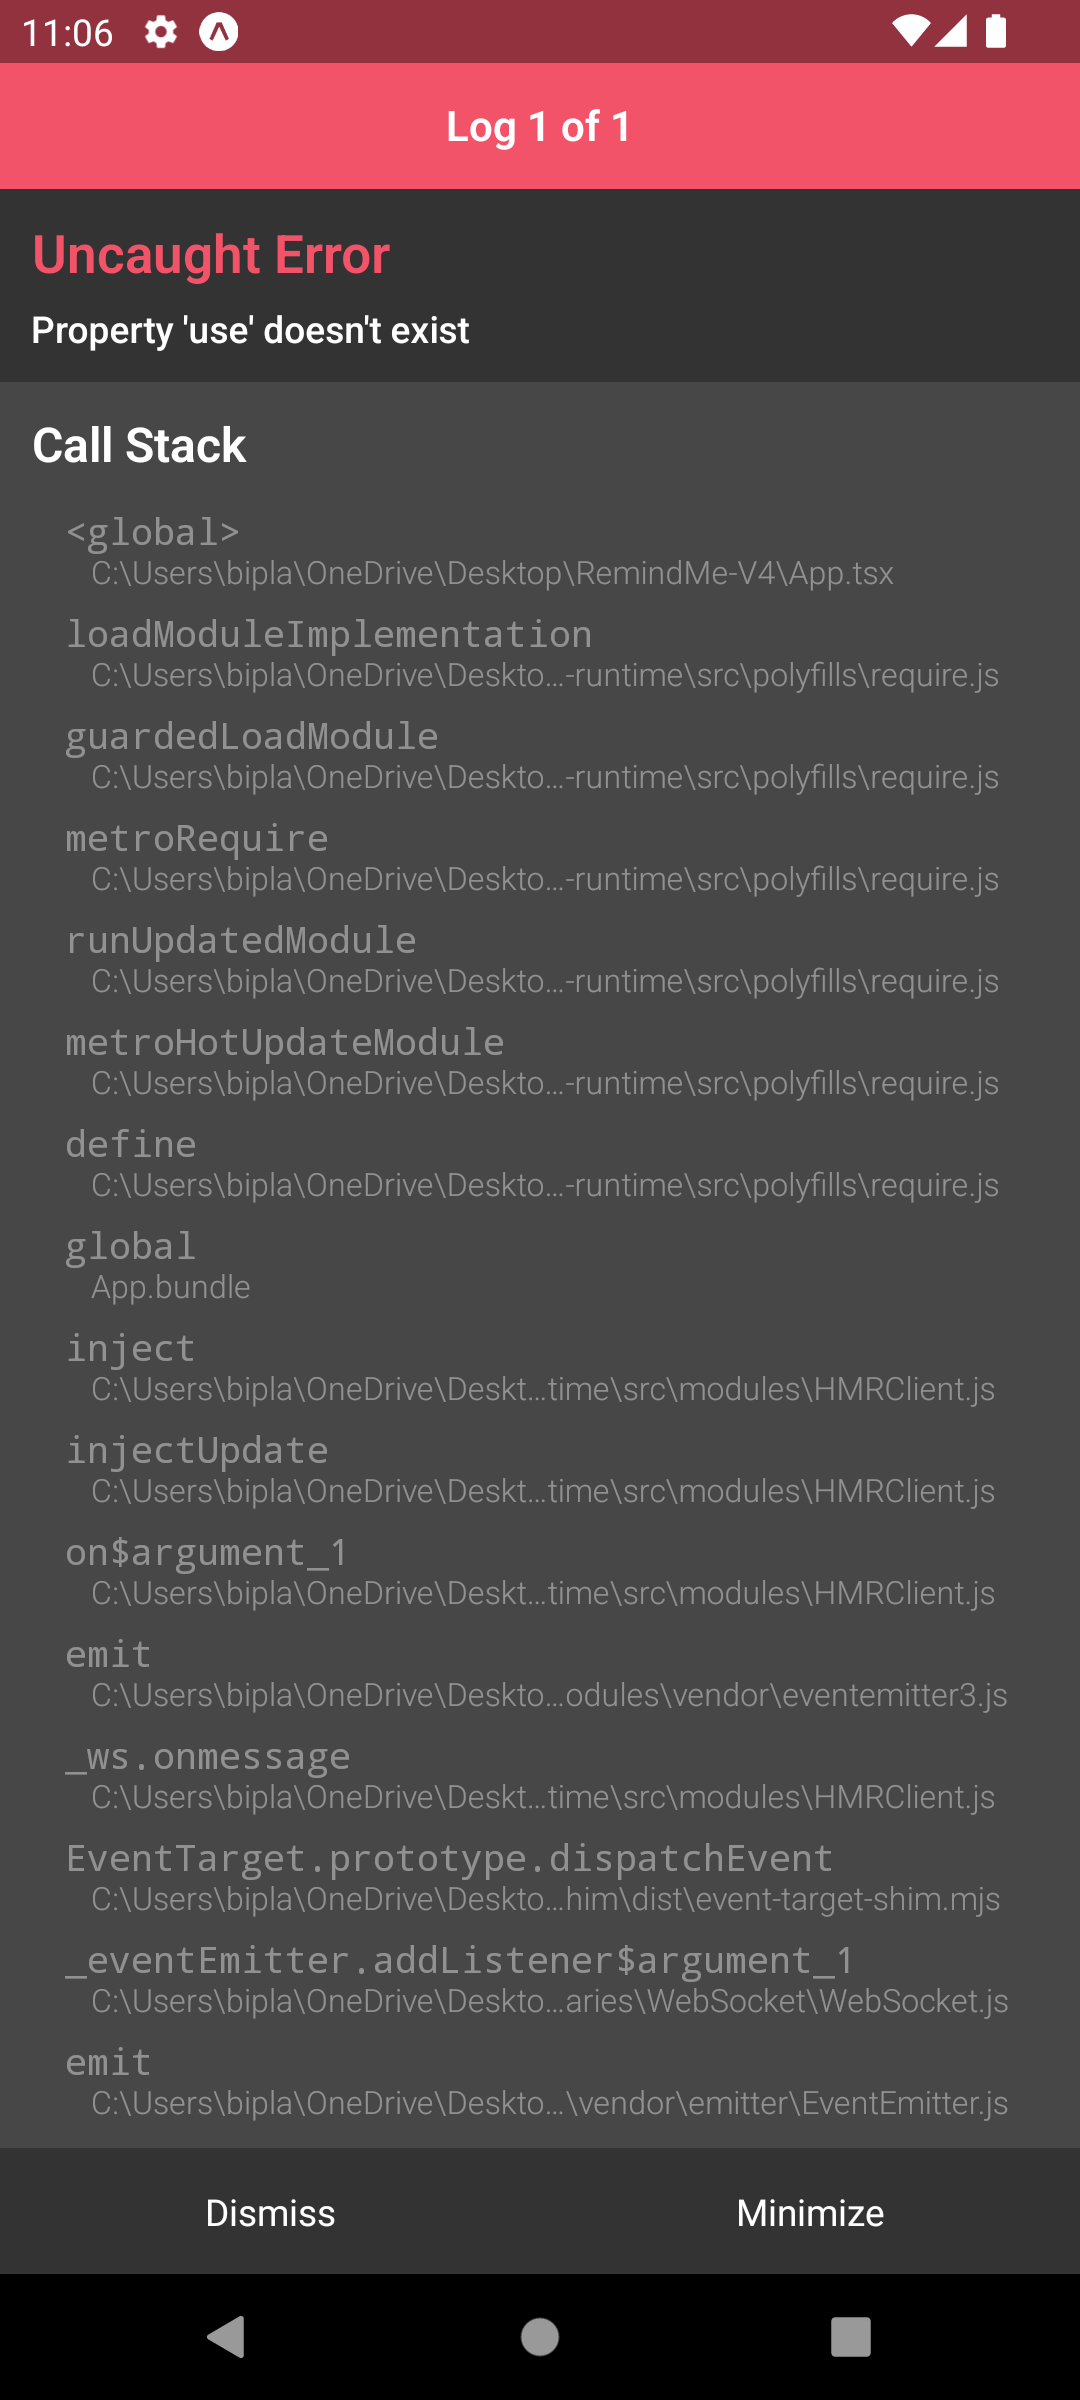 11:06
Log 1 of 1
Uncaught Error
Property 'use' doesn't exist
Call Stack
<global>
C:\Users\bipla\OneDrive\Desktop\RemindMe-V4\App.tsx
loadModuleImplementation
C:\Users\bipla\OneDrive\Deskto…-runtime\src\polyfills\require.js
guardedLoadModule
C:\Users\bipla\OneDrive\Deskto…-runtime\src\polyfills\require.js
metroRequire
C:\Users\bipla\OneDrive\Deskto…-runtime\src\polyfills\require.js
runUpdatedModule
C:\Users\bipla\OneDrive\Deskto…-runtime\src\polyfills\require.js
metroHotUpdateModule
C:\Users\bipla\OneDrive\Deskto…-runtime\src\polyfills\require.js
define
C:\Users\bipla\OneDrive\Deskto…-runtime\src\polyfills\require.js
global
App.bundle
inject
C:\Users\bipla\OneDrive\Deskt…time\src\modules\HMRClient.js
injectUpdate
C:\Users\bipla\OneDrive\Deskt…time\src\modules\HMRClient.js
on$argument_1
C:\Users\bipla\OneDrive\Deskt…time\src\modules\HMRClient.js
emit
C:\Users\bipla\OneDrive\Deskto…odules\vendor\eventemitter3.js
_ws.onmessage
C:\Users\bipla\OneDrive\Deskt…time\src\modules\HMRClient.js
EventTarget.prototype.dispatchEvent
C:\Users\bipla\OneDrive\Deskto…him\dist\event-target-shim.mjs
_eventEmitter.addListener$argument_1
C:\Users\bipla\OneDrive\Deskto…aries\WebSocket\WebSocket.js
emit
C:\Users\bipla\OneDrive\Deskto…\vendor\emitter\EventEmitter.js
Dismiss
Minimize